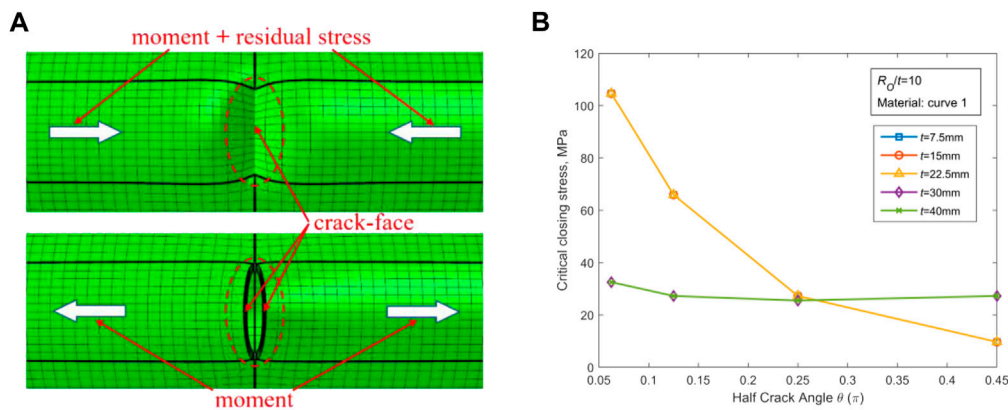 A
moment + residual stress
crack-face
moment
B
Critical closing stress, MPa
120
100
80
60
40
20
0
R_O/t=10
Material: curve 1
t=7.5mm
t=15mm
t=22.5mm
t=30mm
t=40mm
0.05 0.1 0.15 0.2 0.25 0.3 0.35 0.4 0.45
Half Crack Angle θ (π)